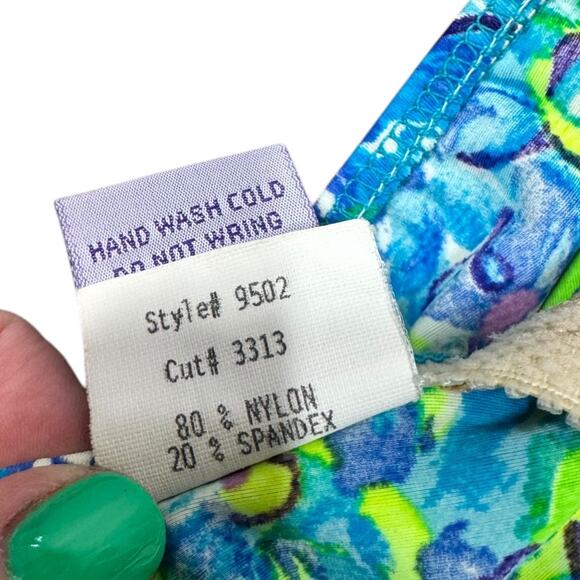 HAND WASH COLD
DO NOT WRING
Style# 9502
Cut# 3313
80 % NYLON
20 % SPANDEX